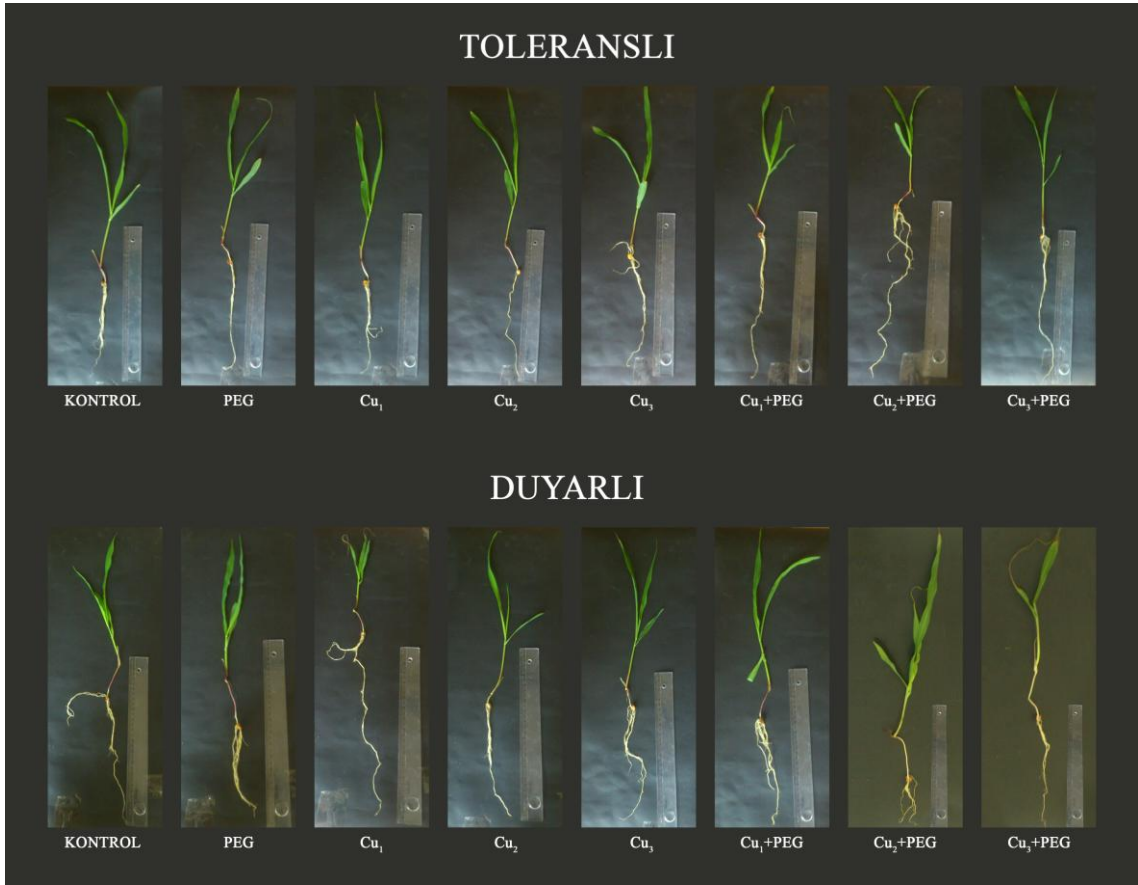 TOLERANSLI
KONTROL PEG Cu₁ Cu₂ Cu₃ Cu₁+PEG Cu₂+PEG Cu₃+PEG
DUYARLI
KONTROL PEG Cu₁ Cu₂ Cu₃ Cu₁+PEG Cu₂+PEG Cu₃+PEG